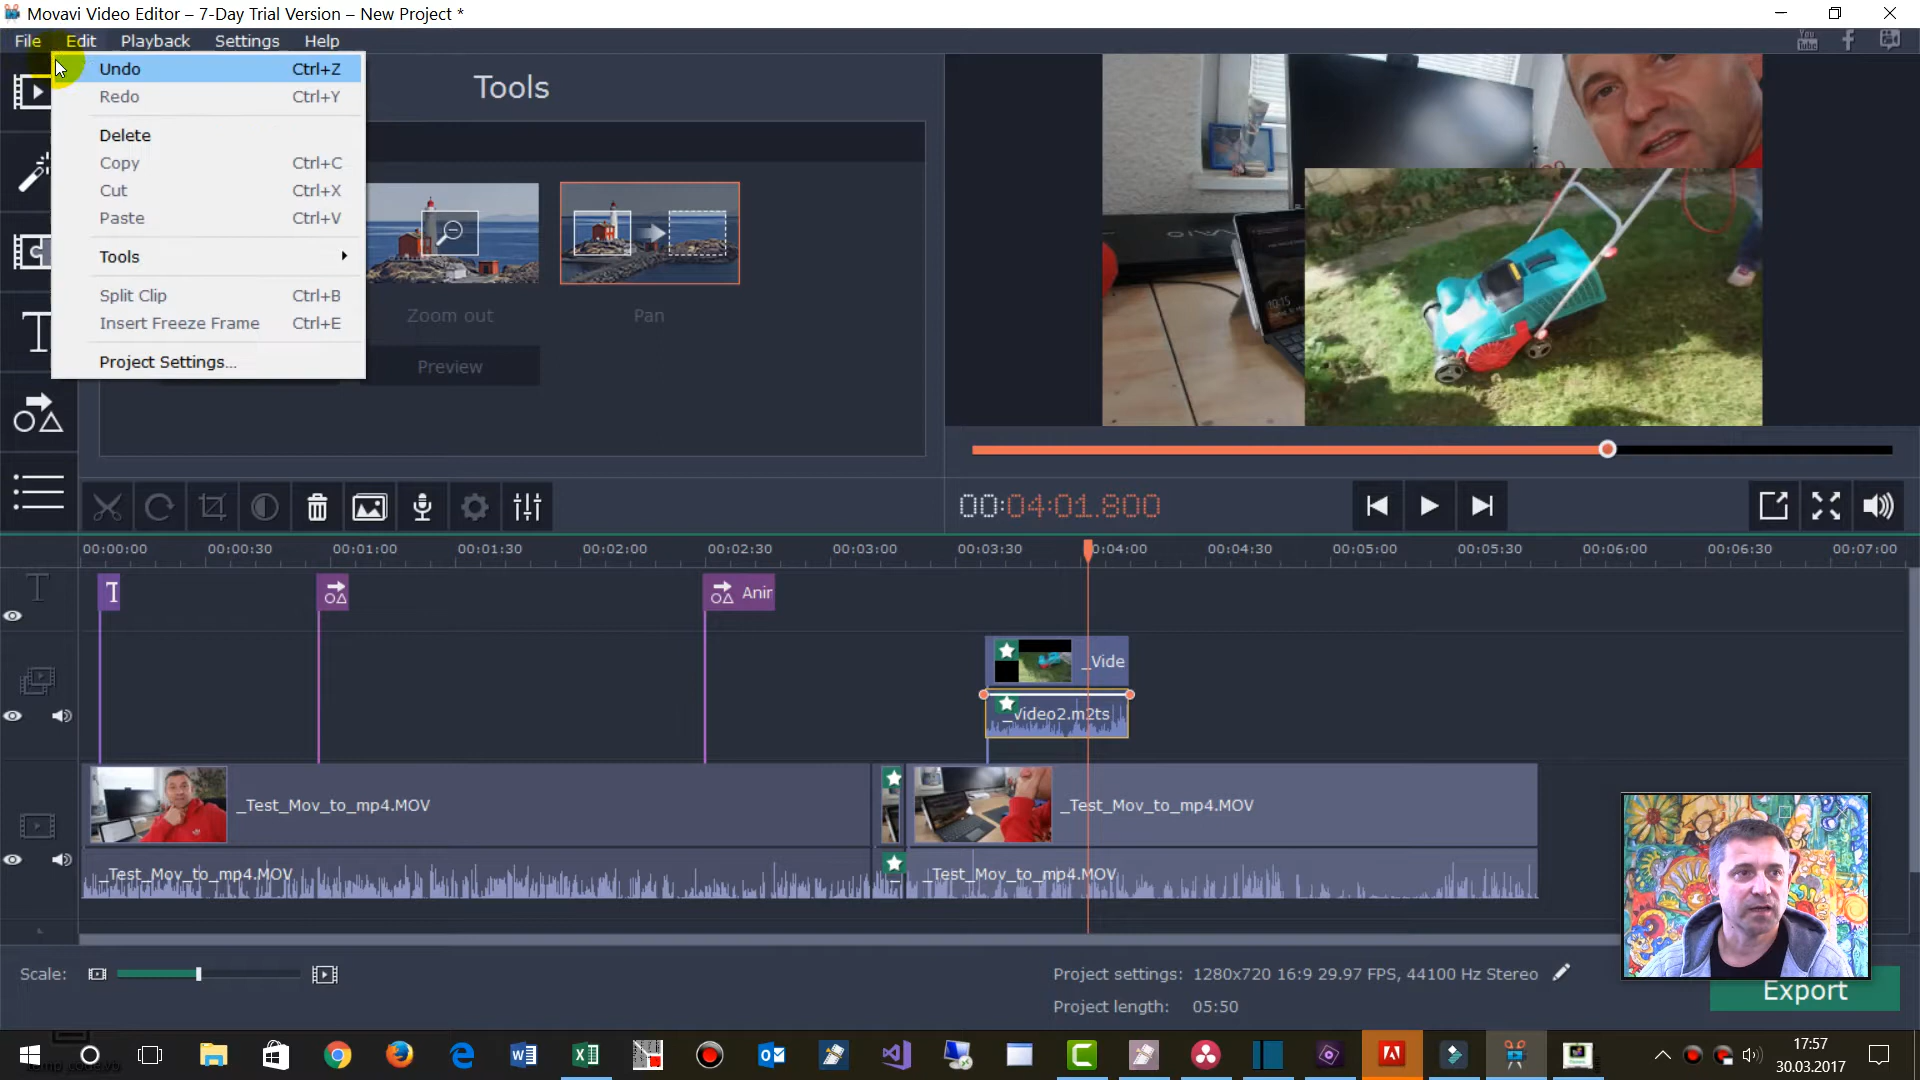 Movavi Video Editor – 7-Day Trial Version – New Project *
File Edit Playback Settings Help
Undo Ctrl+Z
Redo Ctrl+Y
Delete
Copy Ctrl+C
Cut Ctrl+X
Paste Ctrl+V
Tools
Split Clip Ctrl+B
Insert Freeze Frame Ctrl+E
Project Settings...
Tools
Zoom out
Pan
Preview
VAIO
10:15
00:04:01.800
00:00:00 00:00:30 00:01:00 00:01:30 00:02:00 00:02:30 00:03:00 00:03:30 0:04:00 00:04:30 00:05:00 00:05:30 00:06:00 00:06:30 00:07:00
Anir
_Vide
_Video2.m2ts
_Test_Mov_to_mp4.MOV
_Test_Mov_to_mp4.MOV
_Test_Mov_to_mp4.MOV
_Test_Mov_to_mp4.MOV
Scale:
Project settings: 1280x720 16:9 29.97 FPS, 44100 Hz Stereo
Project length: 05:50
Export
17:57
30.03.2017